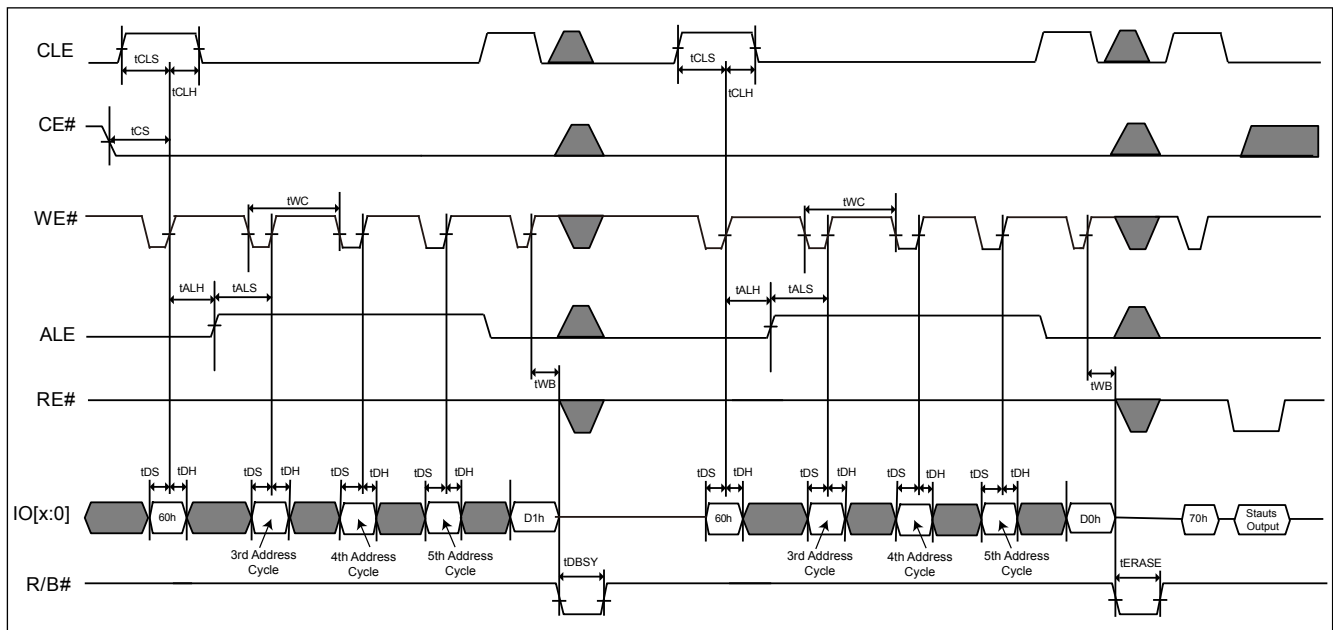 CLE
tCLS
tCLH
tCLS
tCLH
CE#
tCS
WE#
tWC
tWC
tALH
tALS
tALH
tALS
ALE
tWB
tWB
RE#
tDS
tDH
tDS
tDH
tDS
tDH
tDS
tDH
tDS
tDH
tDS
tDH
tDS
tDH
tDS
tDH
IO[x:0]
60h
D1h
60h
D0h
70h
Stauts
Output
3rd Address
Cycle
4th Address
Cycle
5th Address
Cycle
3rd Address
Cycle
4th Address
Cycle
5th Address
Cycle
tDBSY
tERASE
R/B#